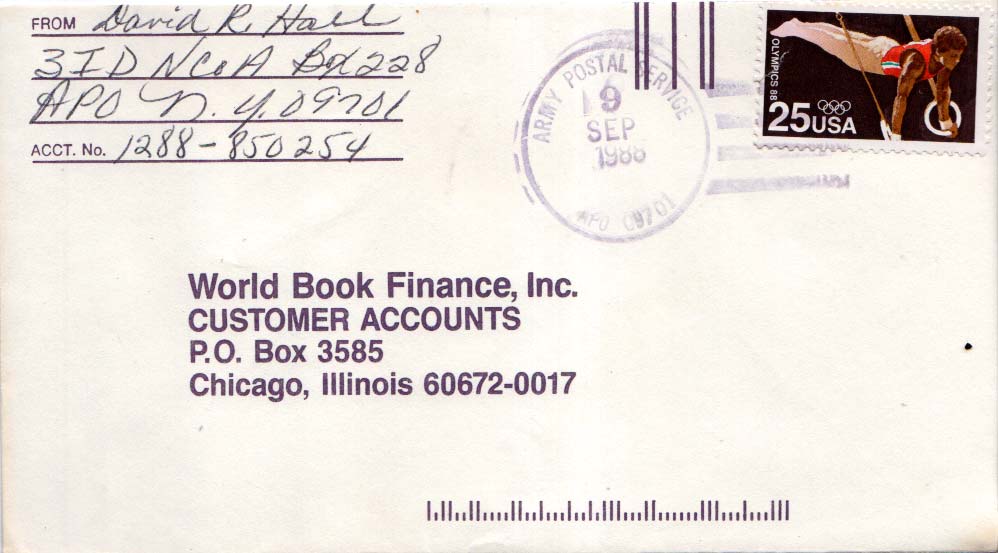 FROM David R. Hall
3ID NCoA Box 228
APO N.Y. 09701
ACCT. No. 1288-850254
ARMY POSTAL SERVICE
9
SEP
1988
APO 09701
OLYMPICS 88
25USA
World Book Finance, Inc.
CUSTOMER ACCOUNTS
P.O. Box 3585
Chicago, Illinois 60672-0017